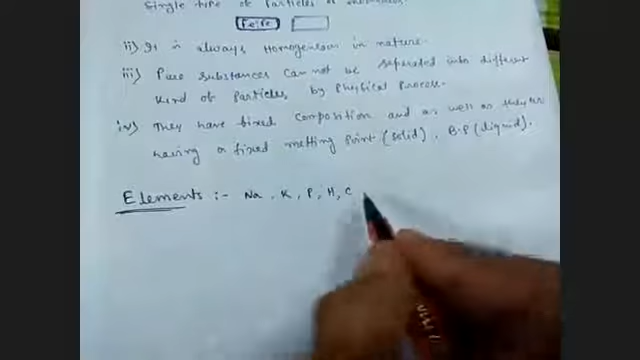 Single type of Particles of
Fe Fe
ii) It is always Homogeneous in nature.
iii) Pure substances can not be seperated into different
kind of Particles by Physical Process.
iv) They have fixed composition and as well as they are
having a fixed melting Point (solid), B.P (liquid).
Elements :- Na, K, P, H, C